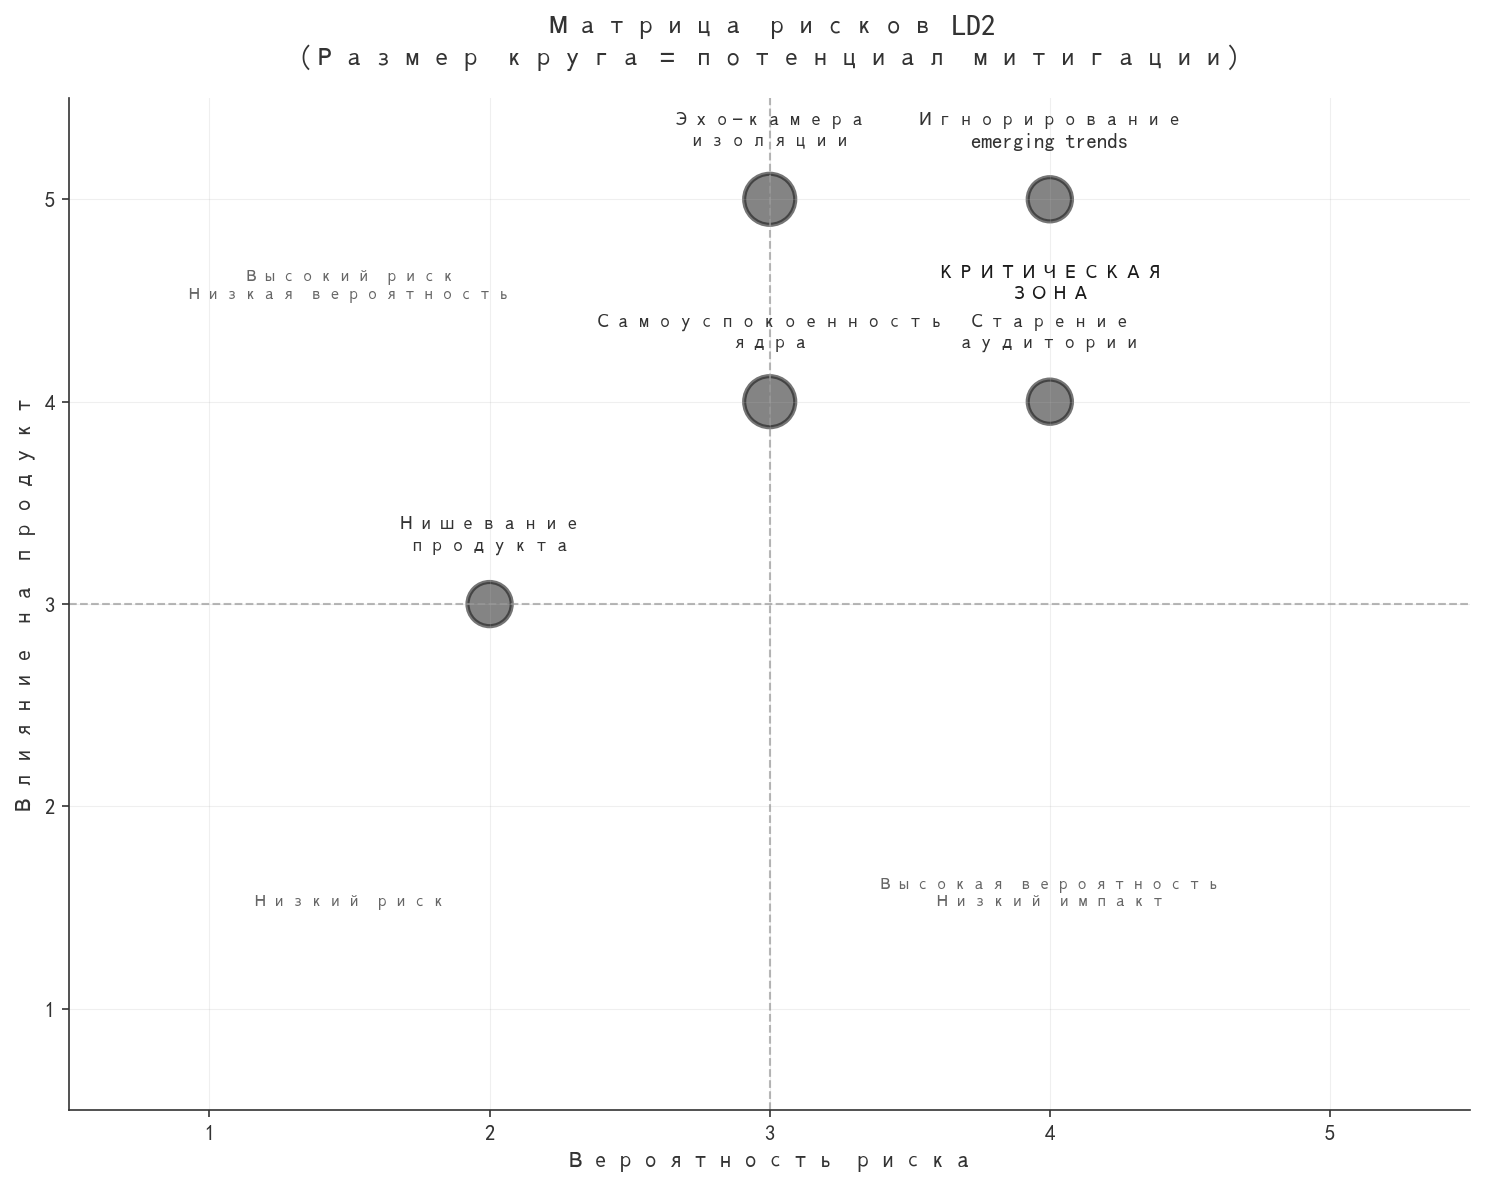 Матрица рисков LD2
(Размер круга = потенциал митигации)
Эхо-камера
изоляции
Игнорирование
emerging trends
5
Высокий риск
Низкая вероятность
КРИТИЧЕСКАЯ
ЗОНА
Самоуспокоенность
ядра
Старение
аудитории
4
Нишевание
продукта
3
Влияние на продукт
2
Низкий риск
Высокая вероятность
Низкий импакт
1
1
2
3
4
5
Вероятность риска